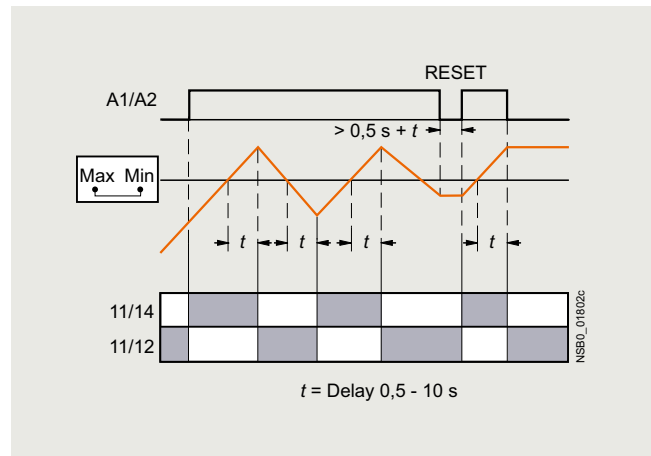 RESET
A1/A2
> 0,5 s + t
Max Min
t t t t
11/14
11/12
NSB0_01802c
t = Delay 0,5 - 10 s